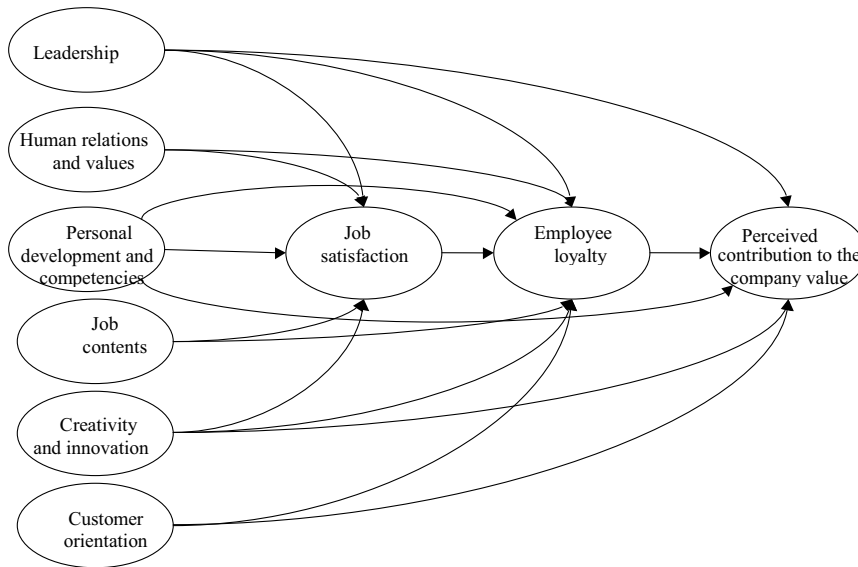 Leadership
Human relations
and values
Personal
development and
competencies
Job
contents
Creativity
and innovation
Customer
orientation
Job
satisfaction
Employee
loyalty
Perceived
contribution to the
company value